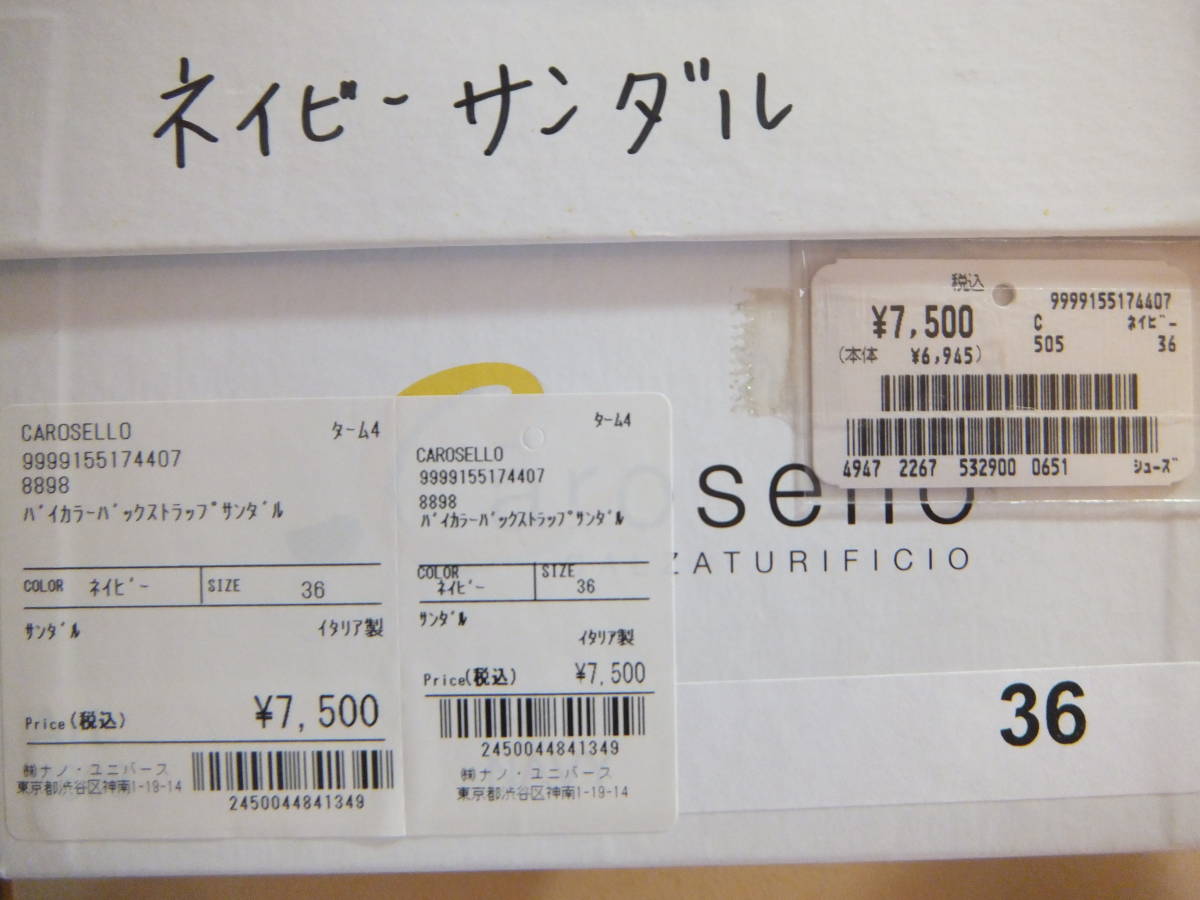 ネイビーサンダル
税込
9999155174407
¥7,500
C ﾈｲﾋﾞｰ
505 36
(本体 ¥6,945)
4947 2267 532900 0651 ｼｭｰｽﾞ
CAROSELLO ﾀｰﾑ4
9999155174407
8898
ﾊﾞｲｶﾗｰﾊﾞｯｸｽﾄﾗｯﾌﾟｻﾝﾀﾞﾙ
COLOR ﾈｲﾋﾞｰ SIZE 36
ｻﾝﾀﾞﾙ ｲﾀﾘｱ製
Price(税込) ¥7,500
㈱ナノ・ユニバース
東京都渋谷区神南1-19-14
2450044841349
ﾀｰﾑ4
CAROSELLO
9999155174407
8898
ﾊﾞｲｶﾗｰﾊﾞｯｸｽﾄﾗｯﾌﾟｻﾝﾀﾞﾙ
COLOR ﾈｲﾋﾞｰ SIZE 36
ｻﾝﾀﾞﾙ
ｲﾀﾘｱ製
Price(税込) ¥7,500
2450044841349
㈱ナノ・ユニバース
東京都渋谷区神南1-19-14
arosello
ZATURIFICIO
36